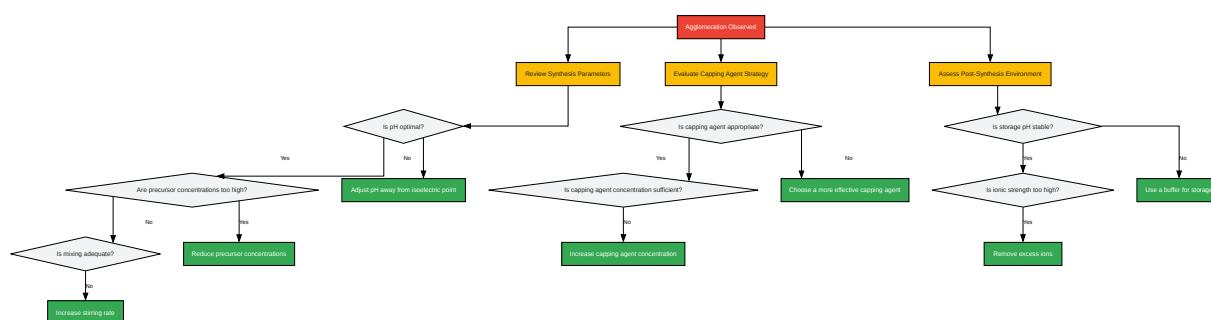 Agglomeration Observed
Review Synthesis Parameters
Evaluate Capping Agent Strategy
Assess Post-Synthesis Environment
Is pH optimal?
Is capping agent appropriate?
Is storage pH stable?
Yes
No
Yes
No
Yes
No
Are precursor concentrations too high?
Adjust pH away from isoelectric point
Is capping agent concentration sufficient?
Choose a more effective capping agent
Is ionic strength too high?
Use a buffer for storage
No
Yes
No
Yes
Is mixing adequate?
Reduce precursor concentrations
Increase capping agent concentration
Remove excess ions
No
Increase stirring rate